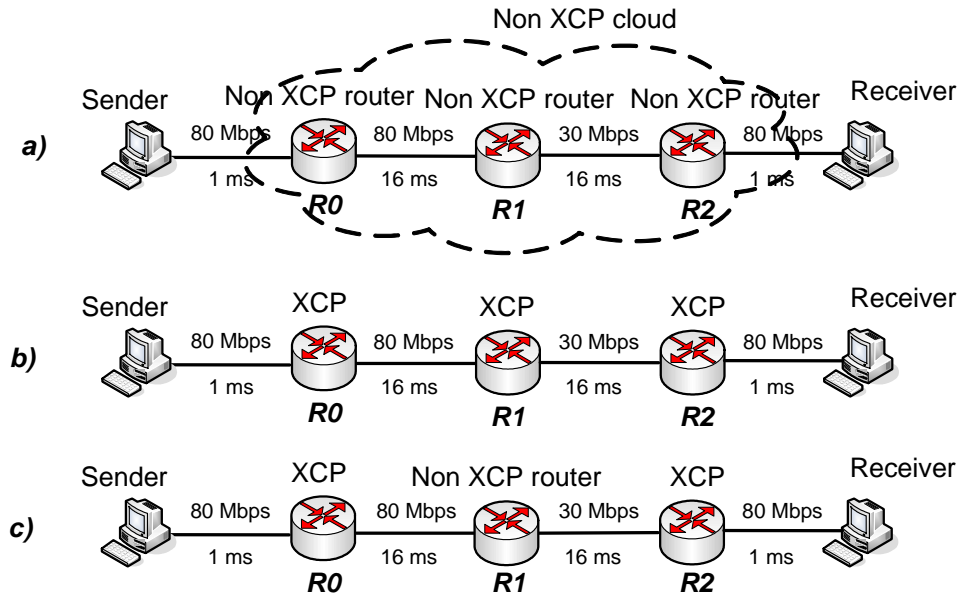 Non XCP cloud
Sender Non XCP router Non XCP router Non XCP router Receiver
a) 80 Mbps 80 Mbps 30 Mbps 80 Mbps
1 ms 16 ms 16 ms 1 ms
R0 R1 R2
Sender XCP XCP XCP Receiver
b) 80 Mbps 80 Mbps 30 Mbps 80 Mbps
1 ms 16 ms 16 ms 1 ms
R0 R1 R2
Sender XCP Non XCP router XCP Receiver
c) 80 Mbps 80 Mbps 30 Mbps 80 Mbps
1 ms 16 ms 16 ms 1 ms
R0 R1 R2